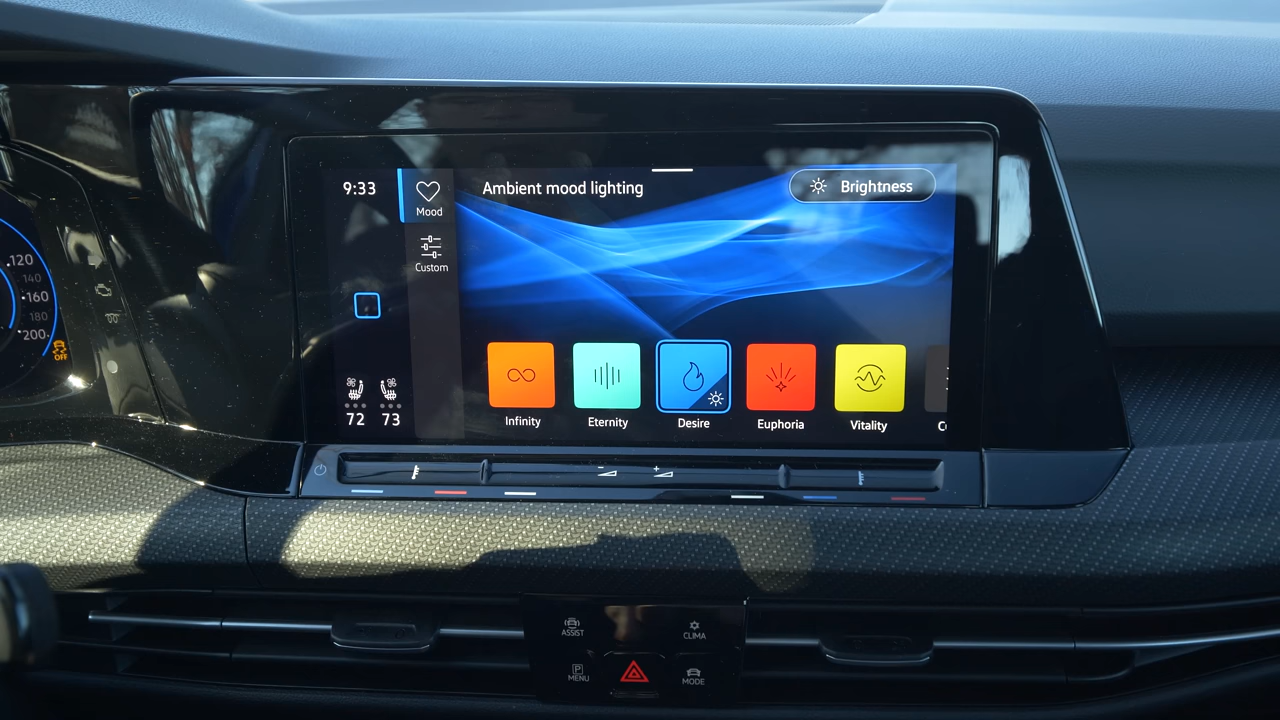 9:33
Mood
Custom
Ambient mood lighting
Brightness
120
140
160
180
200
OFF
Infinity
Eternity
Desire
Euphoria
Vitality
72
73
ASSIST
CLIMA
P
MENU
MODE